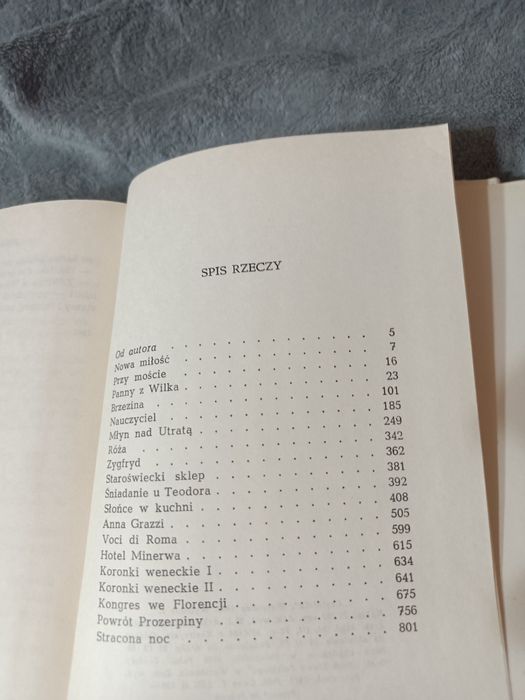 SPIS RZECZY
Od autora . . . . . . . . . . . . 5
Nowa miłość . . . . . . . . . . . . 7
Przy moście . . . . . . . . . . . . 16
Panny z Wilka . . . . . . . . . . . . 23
Brzezina . . . . . . . . . . . . 101
Nauczyciel . . . . . . . . . . . . 185
Młyn nad Utratą . . . . . . . . . . . . 249
Róża . . . . . . . . . . . . 342
Zygfryd . . . . . . . . . . . . 362
Staroświecki sklep . . . . . . . . . . . . 381
Śniadanie u Teodora . . . . . . . . . . . . 392
Słońce w kuchni . . . . . . . . . . . . 408
Anna Grazzi . . . . . . . . . . . . 505
Voci di Roma . . . . . . . . . . . . 599
Hotel Minerwa . . . . . . . . . . . . 615
Koronki weneckie I . . . . . . . . . . . . 634
Koronki weneckie II . . . . . . . . . . . . 641
Kongres we Florencji . . . . . . . . . . . . 675
Powrót Prozerpiny . . . . . . . . . . . . 756
Stracona noc . . . . . . . . . . . . 801